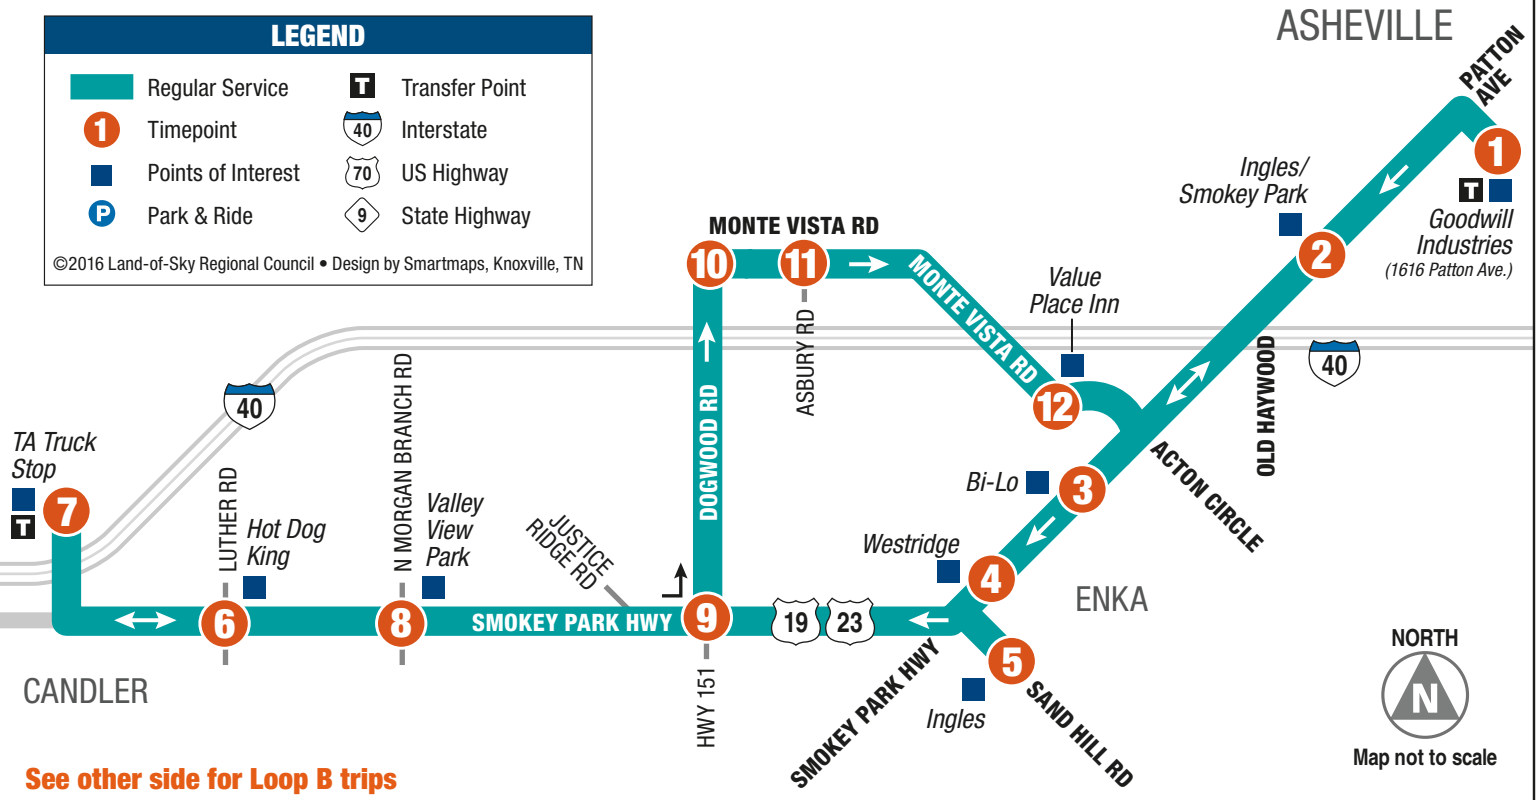 LEGEND
Regular Service
T Transfer Point
1 Timepoint
40 Interstate
Points of Interest
70 US Highway
P Park & Ride
9 State Highway
©2016 Land-of-Sky Regional Council • Design by Smartmaps, Knoxville, TN
ASHEVILLE
PATTON
AVE
1
T
Goodwill
Industries
(1616 Patton Ave.)
Ingles/
Smokey Park
2
MONTE VISTA RD
10
11
MONTE VISTA RD
Value
Place Inn
12
ASBURY RD
DOGWOOD RD
OLD HAYWOOD
40
40
ACTON CIRCLE
Bi-Lo
3
Westridge
4
ENKA
TA Truck
Stop
7
T
LUTHER RD
Hot Dog
King
6
N MORGAN BRANCH RD
Valley
View
Park
8
JUSTICE
RIDGE RD
SMOKEY PARK HWY
9
19
23
HWY 151
5
Ingles
SMOKEY PARK HWY
SAND HILL RD
CANDLER
NORTH
N
Map not to scale
See other side for Loop B trips